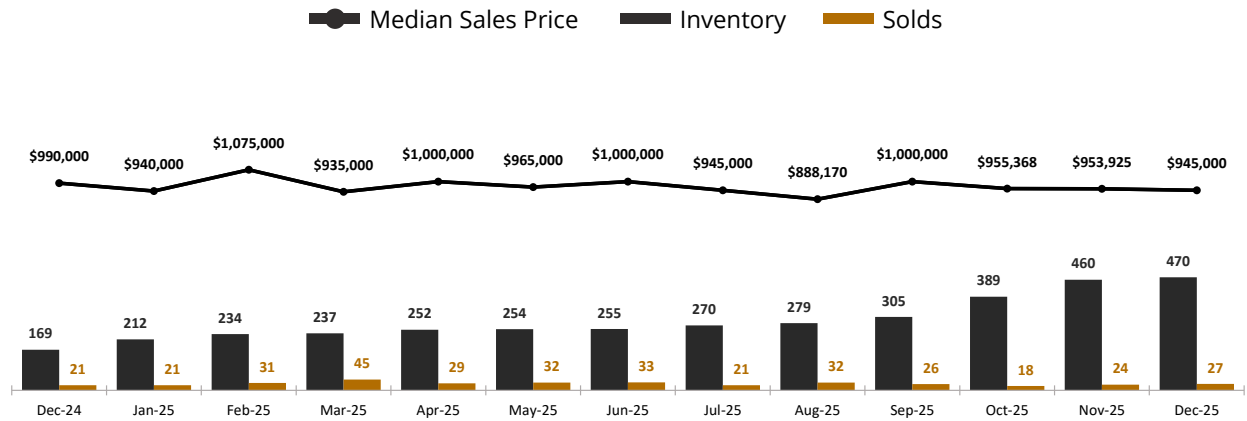 Median Sales Price Inventory Solds
$990,000 $940,000 $1,075,000 $935,000 $1,000,000 $965,000 $1,000,000 $945,000 $888,170 $1,000,000 $955,368 $953,925 $945,000
169 212 234 237 252 254 255 270 279 305 389 460 470
21 21 31 45 29 32 33 21 32 26 18 24 27
Dec-24 Jan-25 Feb-25 Mar-25 Apr-25 May-25 Jun-25 Jul-25 Aug-25 Sep-25 Oct-25 Nov-25 Dec-25